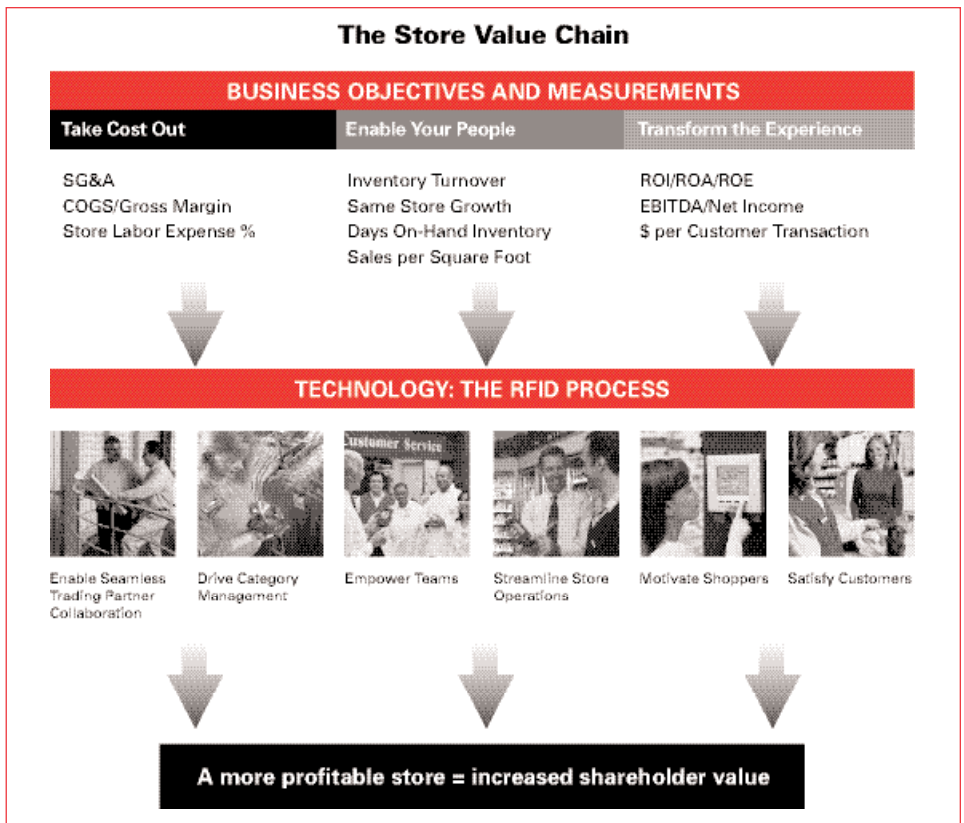 The Store Value Chain
BUSINESS OBJECTIVES AND MEASUREMENTS
Take Cost Out
Enable Your People
Transform the Experience
SG&A
COGS/Gross Margin
Store Labor Expense %
Inventory Turnover
Same Store Growth
Days On-Hand Inventory
Sales per Square Foot
ROI/ROA/ROE
EBITDA/Net Income
$ per Customer Transaction
TECHNOLOGY: THE RFID PROCESS
Customer Service
Enable Seamless
Trading Partner
Collaboration
Drive Category
Management
Empower Teams
Streamline Store
Operations
Motivate Shoppers
Satisfy Customers
A more profitable store = increased shareholder value